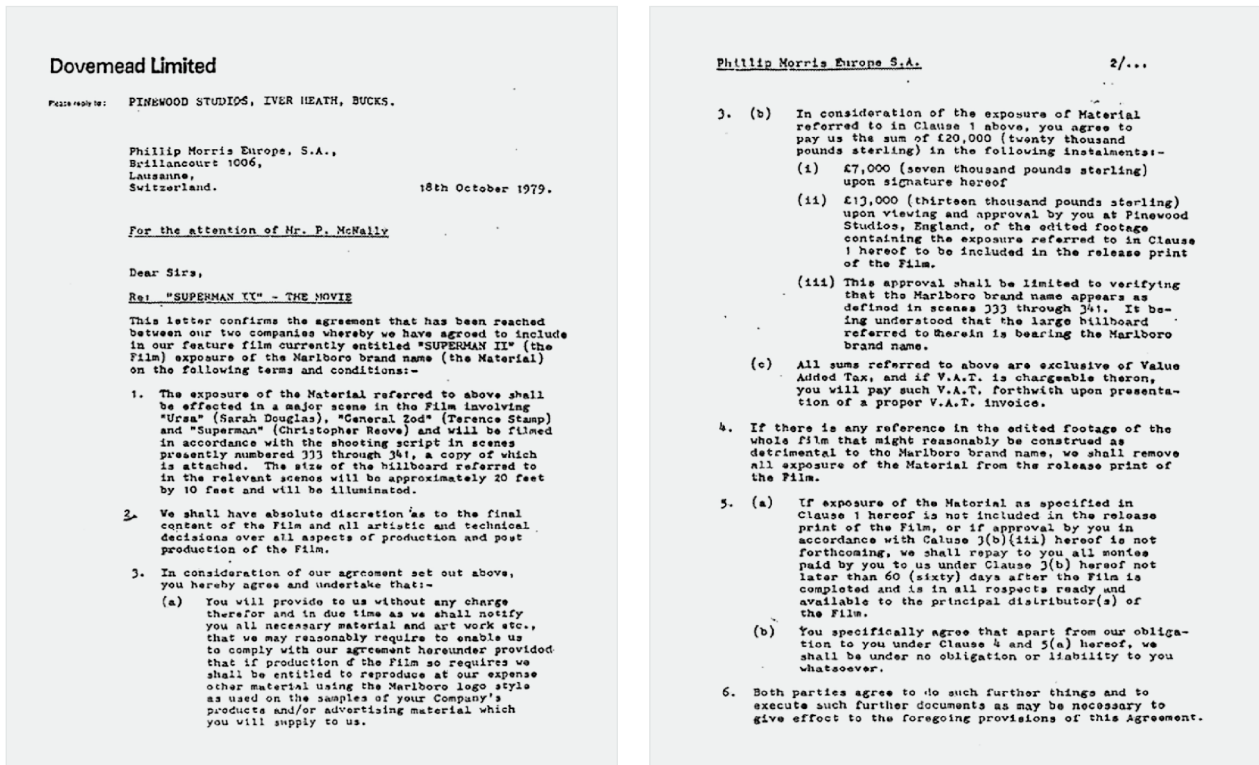 Dovemead Limited
Please reply to: PINEWOOD STUDIOS, IVER HEATH, BUCKS.
Phillip Morris Europe, S.A.,
Brillancourt 1006,
Lausanne,
Switzerland. 18th October 1979.
For the attention of Mr. P. McNally
Dear Sirs,
Re: "SUPERMAN II" - THE MOVIE
This letter confirms the agreement that has been reached
between our two companies whereby we have agreed to include
in our feature film currently entitled "SUPERMAN II" (the
Film) exposure of the Marlboro brand name (the Material)
on the following terms and conditions:-
1. The exposure of the Material referred to above shall
be effected in a major scene in the Film involving
"Ursa" (Sarah Douglas), "General Zod" (Terence Stamp)
and "Superman" (Christopher Reeve) and will be filmed
in accordance with the shooting script in scenes
presently numbered 333 through 341, a copy of which
is attached. The size of the billboard referred to
in the relevant scenes will be approximately 20 feet
by 10 feet and will be illuminated.
2. We shall have absolute discretion as to the final
content of the Film and all artistic and technical
decisions over all aspects of production and post
production of the Film.
3. In consideration of our agreement set out above,
you hereby agree and undertake that:-
(a) You will provide to us without any charge
therefor and in due time as we shall notify
you all necessary material and art work etc.,
that we may reasonably require to enable us
to comply with our agreement hereunder provided
that if production of the Film so requires we
shall be entitled to reproduce at our expense
other material using the Marlboro logo style
as used on the samples of your Company's
products and/or advertising material which
you will supply to us.
Phillip Morris Europe S.A. 2/...
3. (b) In consideration of the exposure of Material
referred to in Clause 1 above, you agree to
pay us the sum of £20,000 (twenty thousand
pounds sterling) in the following instalments:-
(i) £7,000 (seven thousand pounds sterling)
upon signature hereof
(ii) £13,000 (thirteen thousand pounds sterling)
upon viewing and approval by you at Pinewood
Studios, England, of the edited footage
containing the exposure referred to in Clause
1 hereof to be included in the release print
of the Film.
(iii) This approval shall be limited to verifying
that the Marlboro brand name appears as
defined in scenes 333 through 341. It be-
ing understood that the large billboard
referred to therein is bearing the Marlboro
brand name.
(c) All sums referred to above are exclusive of Value
Added Tax, and if V.A.T. is chargeable theron,
you will pay such V.A.T. forthwith upon presenta-
tion of a proper V.A.T. invoice.
4. If there is any reference in the edited footage of the
whole film that might reasonably be construed as
detrimental to the Marlboro brand name, we shall remove
all exposure of the Material from the release print of
the Film.
5. (a) If exposure of the Material as specified in
Clause 1 hereof is not included in the release
print of the Film, or if approval by you in
accordance with Caluse 3(b)(iii) hereof is not
forthcoming, we shall repay to you all monies
paid by you to us under Clause 3(b) hereof not
later than 60 (sixty) days after the Film is
completed and is in all respects ready and
available to the principal distributor(s) of
the Film.
(b) You specifically agree that apart from our obliga-
tion to you under Clause 4 and 5(a) hereof, we
shall be under no obligation or liability to you
whatsoever.
6. Both parties agree to do such further things and to
execute such further documents as may be necessary to
give effect to the foregoing provisions of this Agreement.